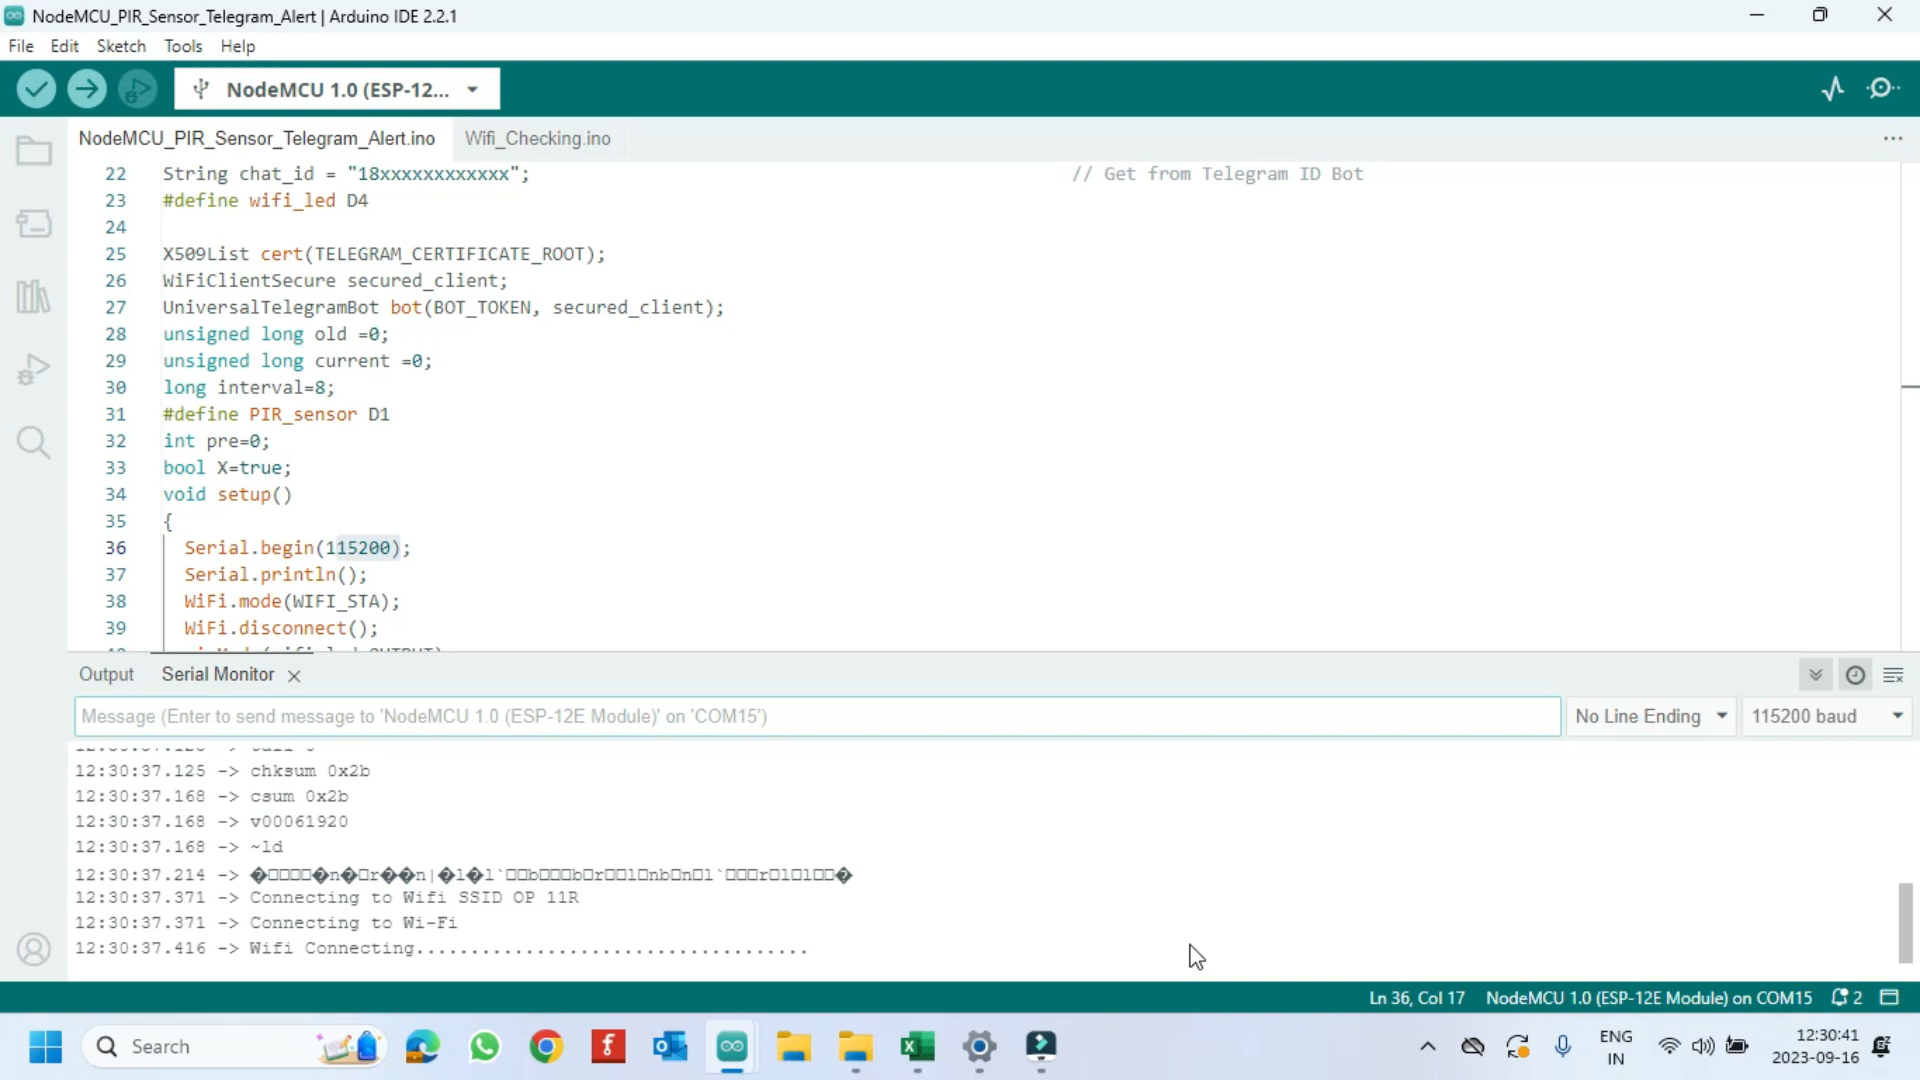 NodeMCU_PIR_Sensor_Telegram_Alert | Arduino IDE 2.2.1
File Edit Sketch Tools Help
NodeMCU 1.0 (ESP-12...
NodeMCU_PIR_Sensor_Telegram_Alert.ino Wifi_Checking.ino
22 String chat_id = "18xxxxxxxxxxxx"; // Get from Telegram ID Bot
23 #define wifi_led D4
24
25 X509List cert(TELEGRAM_CERTIFICATE_ROOT);
26 WiFiClientSecure secured_client;
27 UniversalTelegramBot bot(BOT_TOKEN, secured_client);
28 unsigned long old =0;
29 unsigned long current =0;
30 long interval=8;
31 #define PIR_sensor D1
32 int pre=0;
33 bool X=true;
34 void setup()
35 {
36 Serial.begin(115200);
37 Serial.println();
38 WiFi.mode(WIFI_STA);
39 WiFi.disconnect();
Output Serial Monitor
Message (Enter to send message to 'NodeMCU 1.0 (ESP-12E Module)' on 'COM15')
No Line Ending 115200 baud
12:30:37.125 -> chksum 0x2b
12:30:37.168 -> csum 0x2b
12:30:37.168 -> v00061920
12:30:37.168 -> ~ld
12:30:37.214 ->
12:30:37.371 -> Connecting to Wifi SSID OP 11R
12:30:37.371 -> Connecting to Wi-Fi
12:30:37.416 -> Wifi Connecting....................................
Ln 36, Col 17 NodeMCU 1.0 (ESP-12E Module) on COM15 2
Search
ENG
IN
12:30:41
2023-09-16